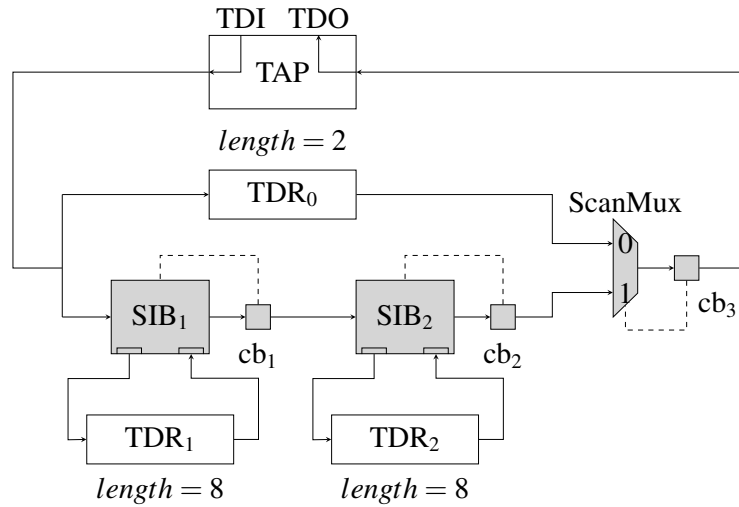 TDI TDO
TAP
length = 2
TDR₀
ScanMux
0
SIB₁
SIB₂
1
cb₁
cb₂
cb₃
TDR₁
TDR₂
length = 8
length = 8